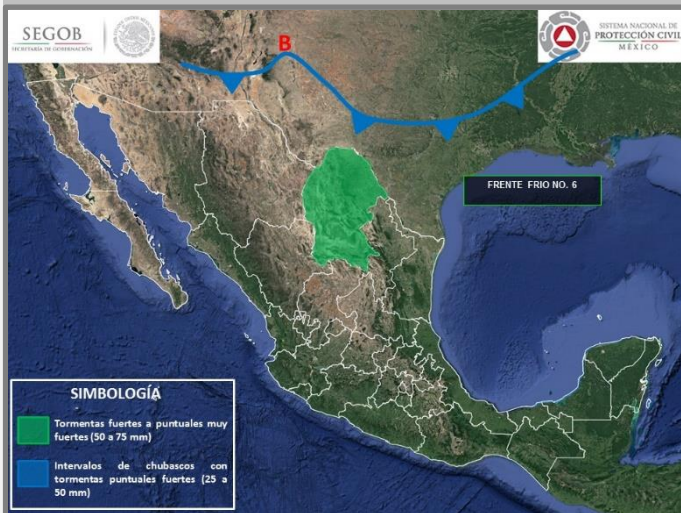 SEGOB
SECRETARÍA DE GOBERNACIÓN
B
SISTEMA NACIONAL DE
PROTECCIÓN CIVIL
MÉXICO
FRENTE FRIO NO. 6
SIMBOLOGÍA
Tormentas fuertes a puntuales muy
fuertes (50 a 75 mm)
Intervalos de chubascos con
tormentas puntuales fuertes (25 a
50 mm)